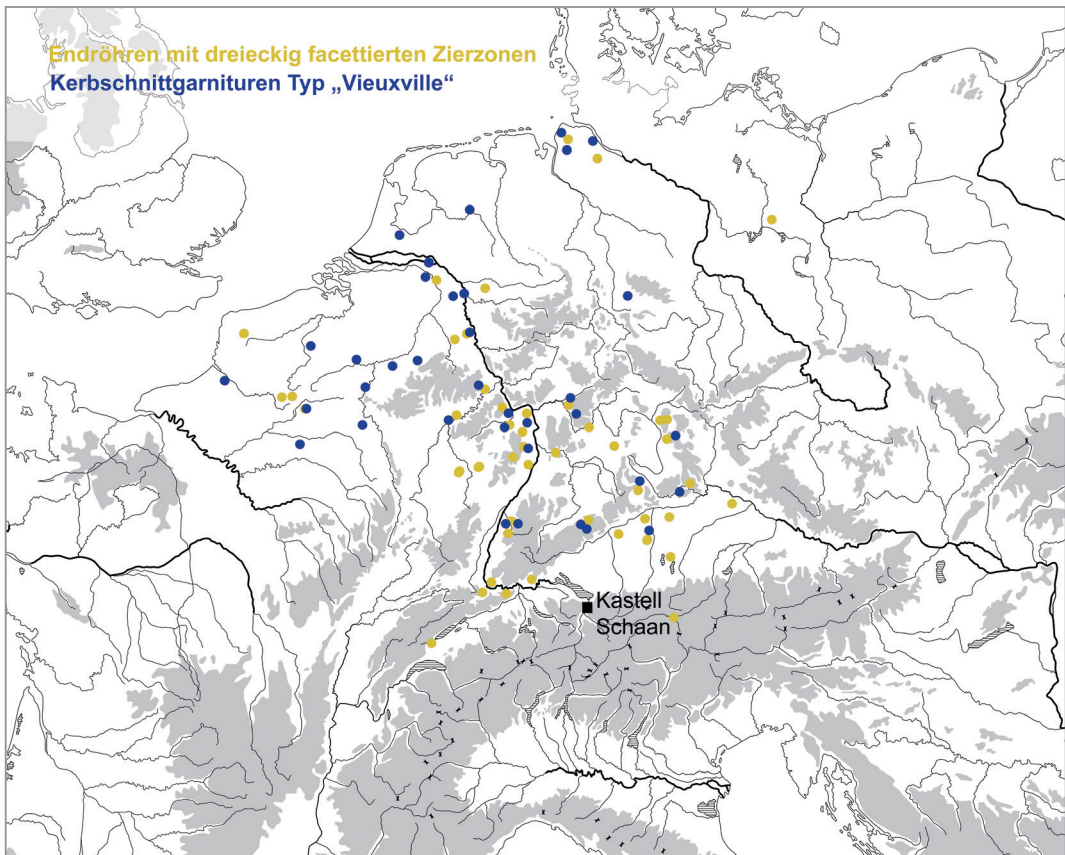 Endröhren mit dreieckig facettierten Zierzonen
Kerbschnittgarnituren Typ „Vieuxville“
Kastell
Schaan